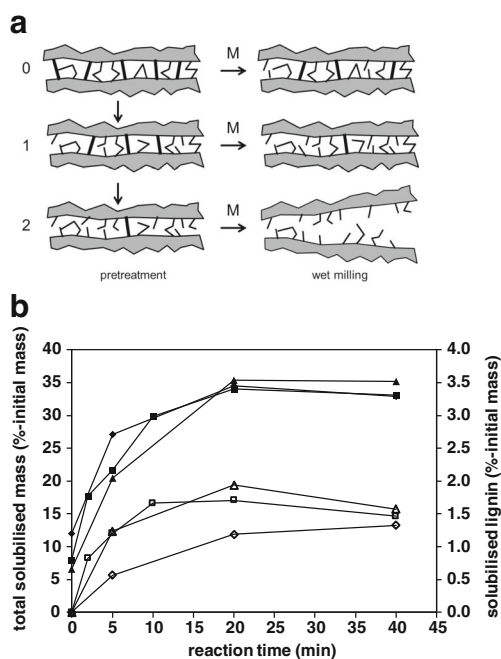 a
0 M
1 M
2 M
pretreatment wet milling
b
total solubilised mass (%-initial mass)
40
35
30
25
20
15
10
5
0
4.0
3.5
3.0
2.5
2.0
1.5
1.0
0.5
0.0
solubilised lignin (%-initial mass)
0 5 10 15 20 25 30 35 40 45
reaction time (min)